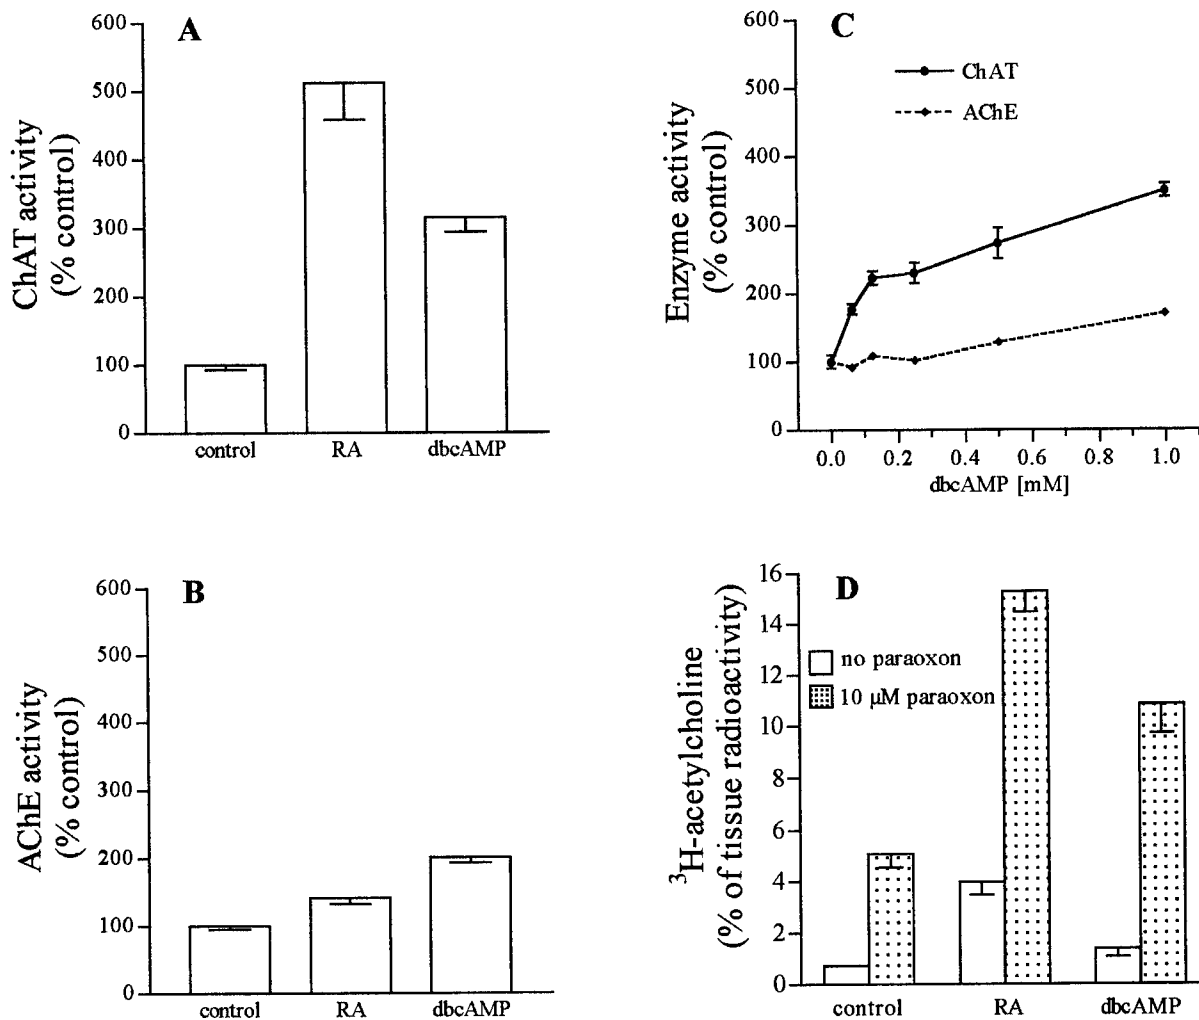 A
600
500
400
300
200
100
0
ChAT activity
(% control)
control RA dbcAMP
C
600
500
400
300
200
100
0
Enzyme activity
(% control)
ChAT
AChE
0.0 0.2 0.4 0.6 0.8 1.0
dbcAMP [mM]
B
600
500
400
300
200
100
0
AChE activity
(% control)
control RA dbcAMP
D
16
14
12
10
8
6
4
2
0
³H-acetylcholine
(% of tissue radioactivity)
no paraoxon
10 µM paraoxon
control RA dbcAMP